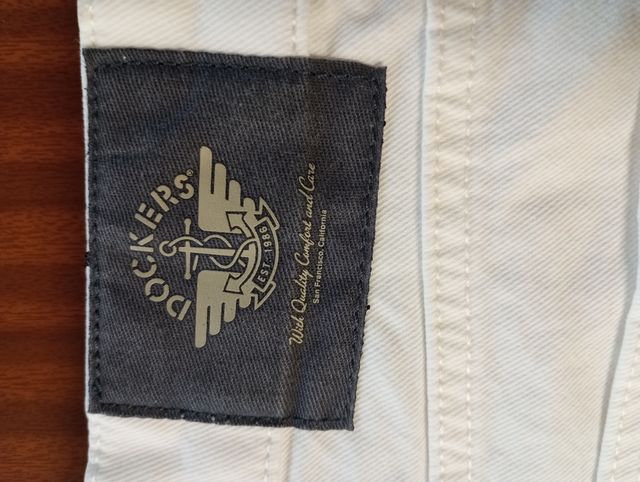 DOCKERS®
EST. 1986
With Quality Comfort and Care
San Francisco, California